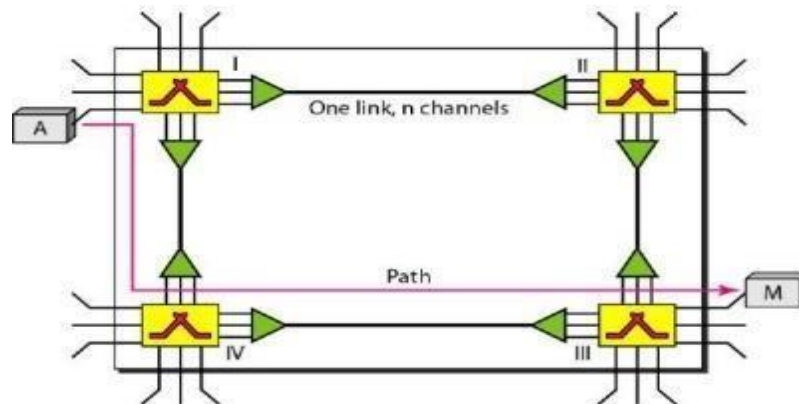 I
II
One link, n channels
A
Path
M
IV
III